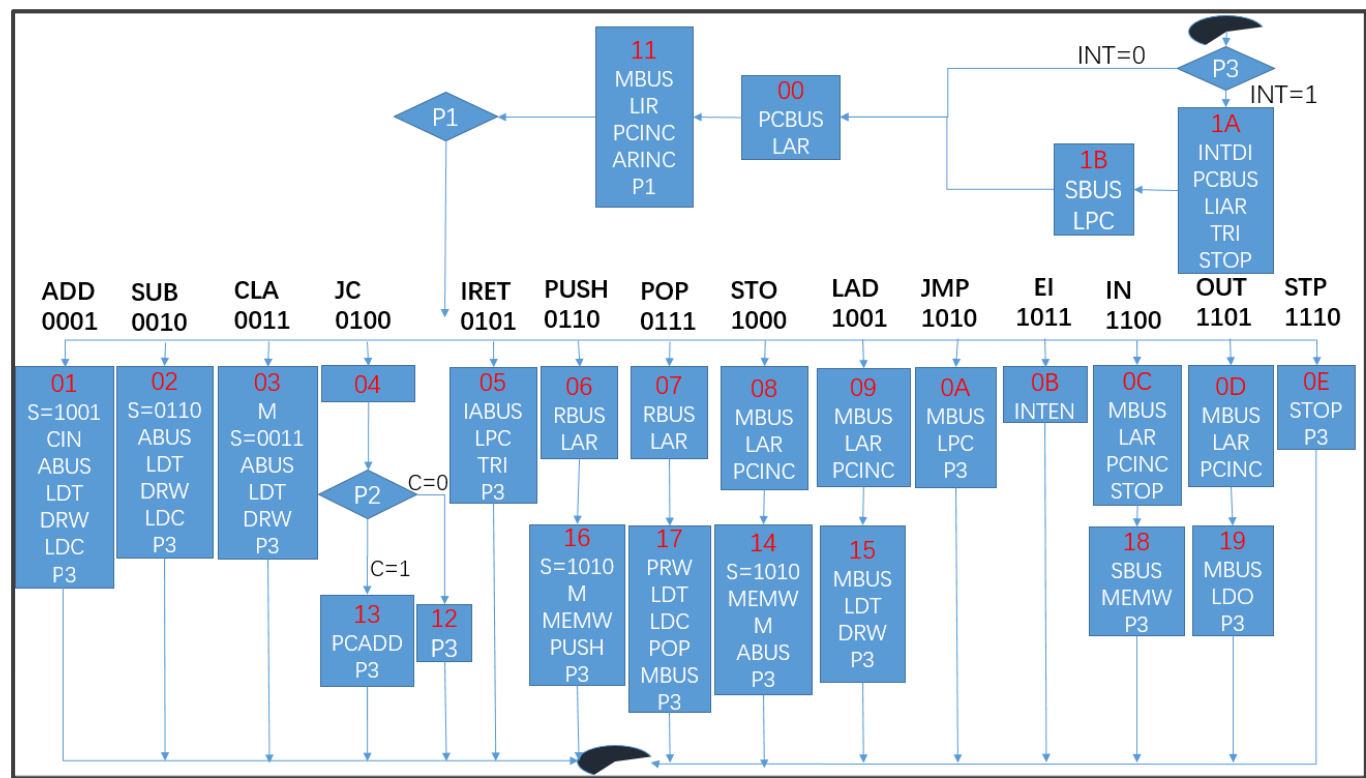 INT=0
P3
INT=1
11
MBUS
LIR
PCINC
ARINC
P1
00
PCBUS
LAR
P1
1B
SBUS
LPC
1A
INTDI
PCBUS
LIAR
TRI
STOP
ADD
0001
SUB
0010
CLA
0011
JC
0100
IRET
0101
PUSH
0110
POP
0111
STO
1000
LAD
1001
JMP
1010
EI
1011
IN
1100
OUT
1101
STP
1110
01
S=1001
CIN
ABUS
LDT
DRW
LDC
P3
02
S=0110
ABUS
LDT
DRW
LDC
P3
03
M
S=0011
ABUS
LDT
DRW
P3
04
P2
C=0
C=1
13
PCADD
P3
12
P3
05
IABUS
LPC
TRI
P3
06
RBUS
LAR
16
S=1010
M
MEMW
PUSH
P3
07
RBUS
LAR
17
PRW
LDT
LDC
POP
MBUS
P3
08
MBUS
LAR
PCINC
14
S=1010
MEMW
M
ABUS
P3
09
MBUS
LAR
PCINC
15
MBUS
LDT
DRW
P3
0A
MBUS
LPC
P3
0B
INTEN
0C
MBUS
LAR
PCINC
STOP
18
SBUS
MEMW
P3
0D
MBUS
LAR
PCINC
19
MBUS
LDO
P3
0E
STOP
P3